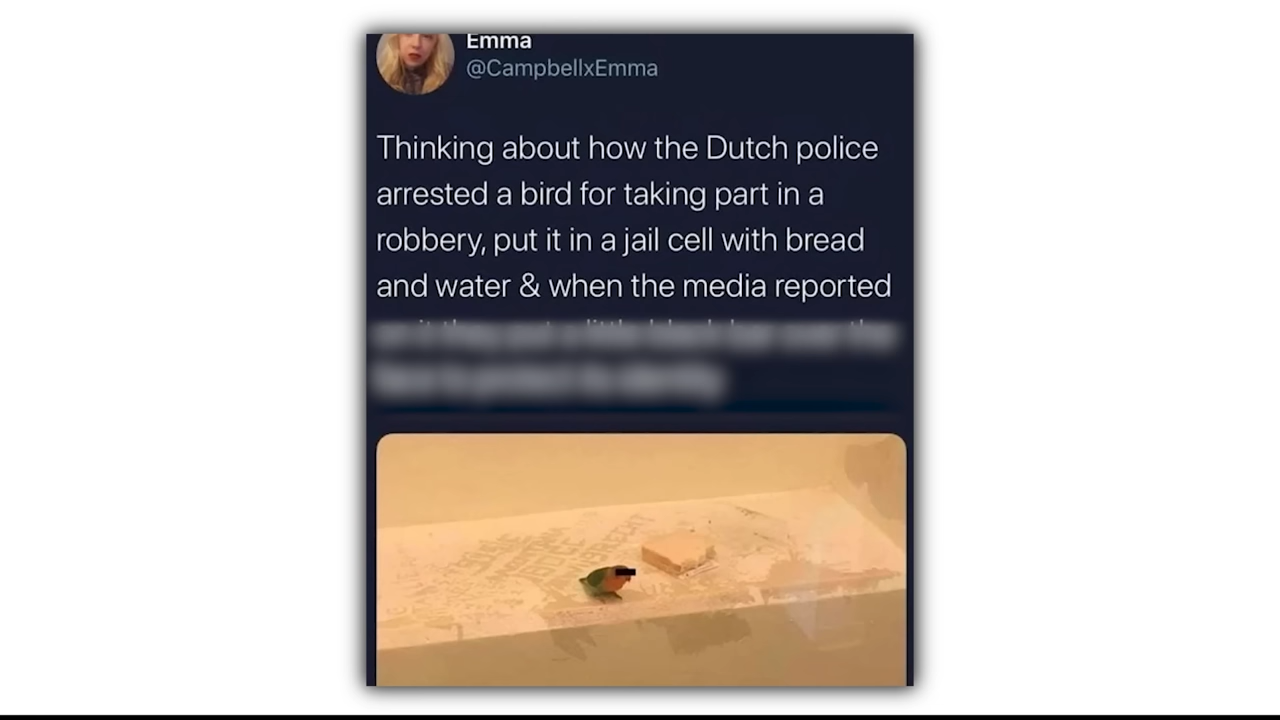 Emma
@CampbellxEmma
Thinking about how the Dutch police
arrested a bird for taking part in a
robbery, put it in a jail cell with bread
and water & when the media reported